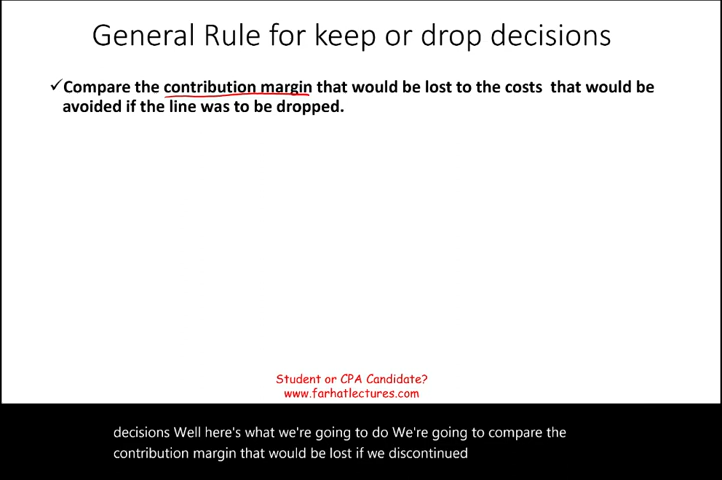 General Rule for keep or drop decisions
✓Compare the contribution margin that would be lost to the costs that would be
avoided if the line was to be dropped.
Student or CPA Candidate?
www.farhatlectures.com
decisions Well here's what we're going to do We're going to compare the
contribution margin that would be lost if we discontinued